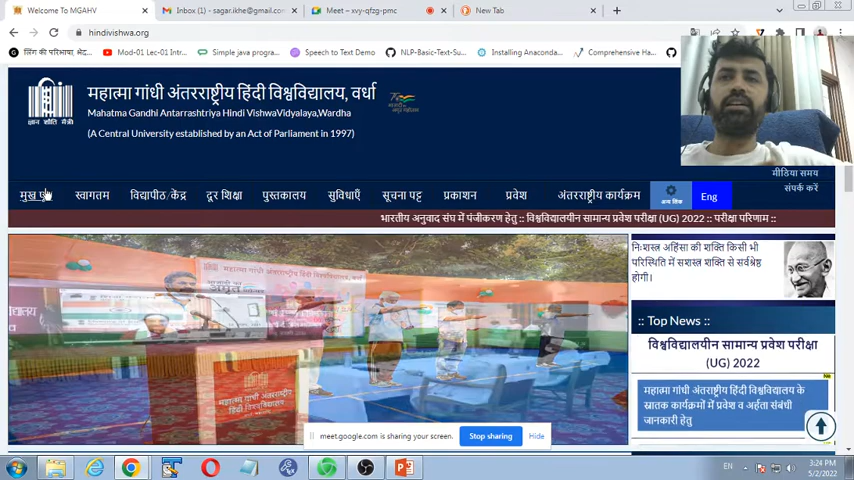 Welcome To MGAHV
Inbox (1) - sagar.ikhe@gmail.co
Meet – xvy-qfzg-pmc
New Tab
hindivishwa.org
लिंग की परिभाषा, भेद...
Mod-01 Lec-01 Intr...
Simple java progra...
Speech to Text Demo
NLP-Basic-Text-Su...
Installing Anaconda...
Comprehensive Ha...
महात्मा गांधी अंतरराष्ट्रीय हिंदी विश्वविद्यालय, वर्धा
Mahatma Gandhi Antarrashtriya Hindi VishwaVidyalaya,Wardha
(A Central University established by an Act of Parliament in 1997)
ज्ञान शांति मैत्री
मीडिया समय
संपर्क करें
मुख
स्वागतम
विद्यापीठ/केंद्र
दूर शिक्षा
पुस्तकालय
सुविधाएँ
सूचना पट्ट
प्रकाशन
प्रवेश
अंतरराष्ट्रीय कार्यक्रम
अन्य लिंक
Eng
भारतीय अनुवाद संघ में पंजीकरण हेतु :: विश्वविद्यालयीन सामान्य प्रवेश परीक्षा (UG) 2022 :: परीक्षा परिणाम ::
निःशस्त्र अहिंसा की शक्ति किसी भी
परिस्थिति में सशस्त्र शक्ति से सर्वश्रेष्ठ
होगी।
:: Top News ::
विश्वविद्यालयीन सामान्य प्रवेश परीक्षा
(UG) 2022
महात्मा गांधी अंतरराष्ट्रीय हिंदी विश्वविद्यालय के
स्नातक कार्यक्रमों में प्रवेश व अर्हता संबंधी
जानकारी हेतु
अमृत
महात्मा गांधी
अंतरराष्ट्रीय
meet.google.com is sharing your screen.
Stop sharing
Hide
EN
3:24 PM
5/2/2022